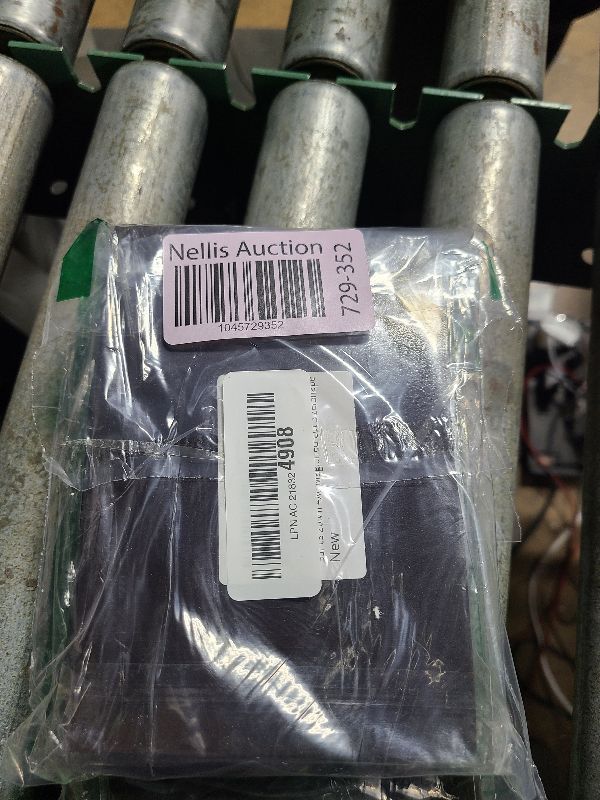 Nellis Auction
1045729352
729-352
LPN AC 21832 4908
New